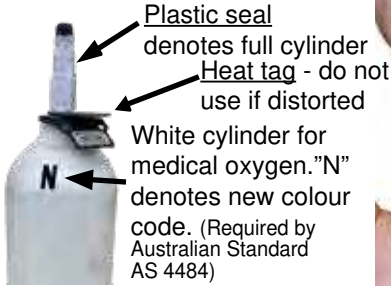 Plastic seal
denotes full cylinder
Heat tag - do not
use if distorted
White cylinder for
medical oxygen."N"
denotes new colour
code. (Required by
Australian Standard
AS 4484)
N